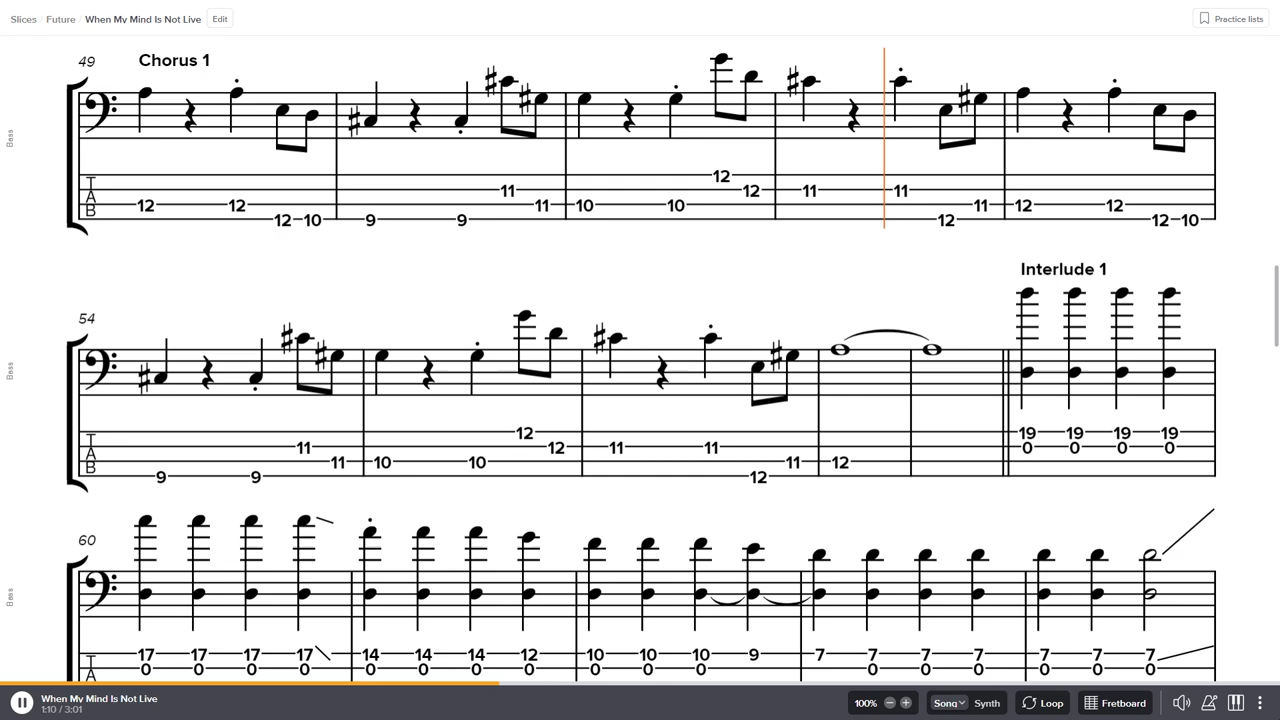 Slices / Future / When My Mind Is Not Live Edit Practice lists
49 Chorus 1
Bass
T A B
12 12 12 10 9 9 11 11 10 10 12 12 11 11 12 11 12 12 12 10
54 Interlude 1
Bass
T A B
9 9 11 11 10 10 12 12 11 11 12 11 12 19 19 19 19
0 0 0 0
60
Bass
T A
17 17 17 17 14 14 14 12 10 10 10 9 7 7 7 7 7 7 7
0 0 0 0 0 0 0 0 0 0 0 0 0 0 0 0 0
When My Mind Is Not Live
1:10 / 3:01
100% Song Synth Loop Fretboard